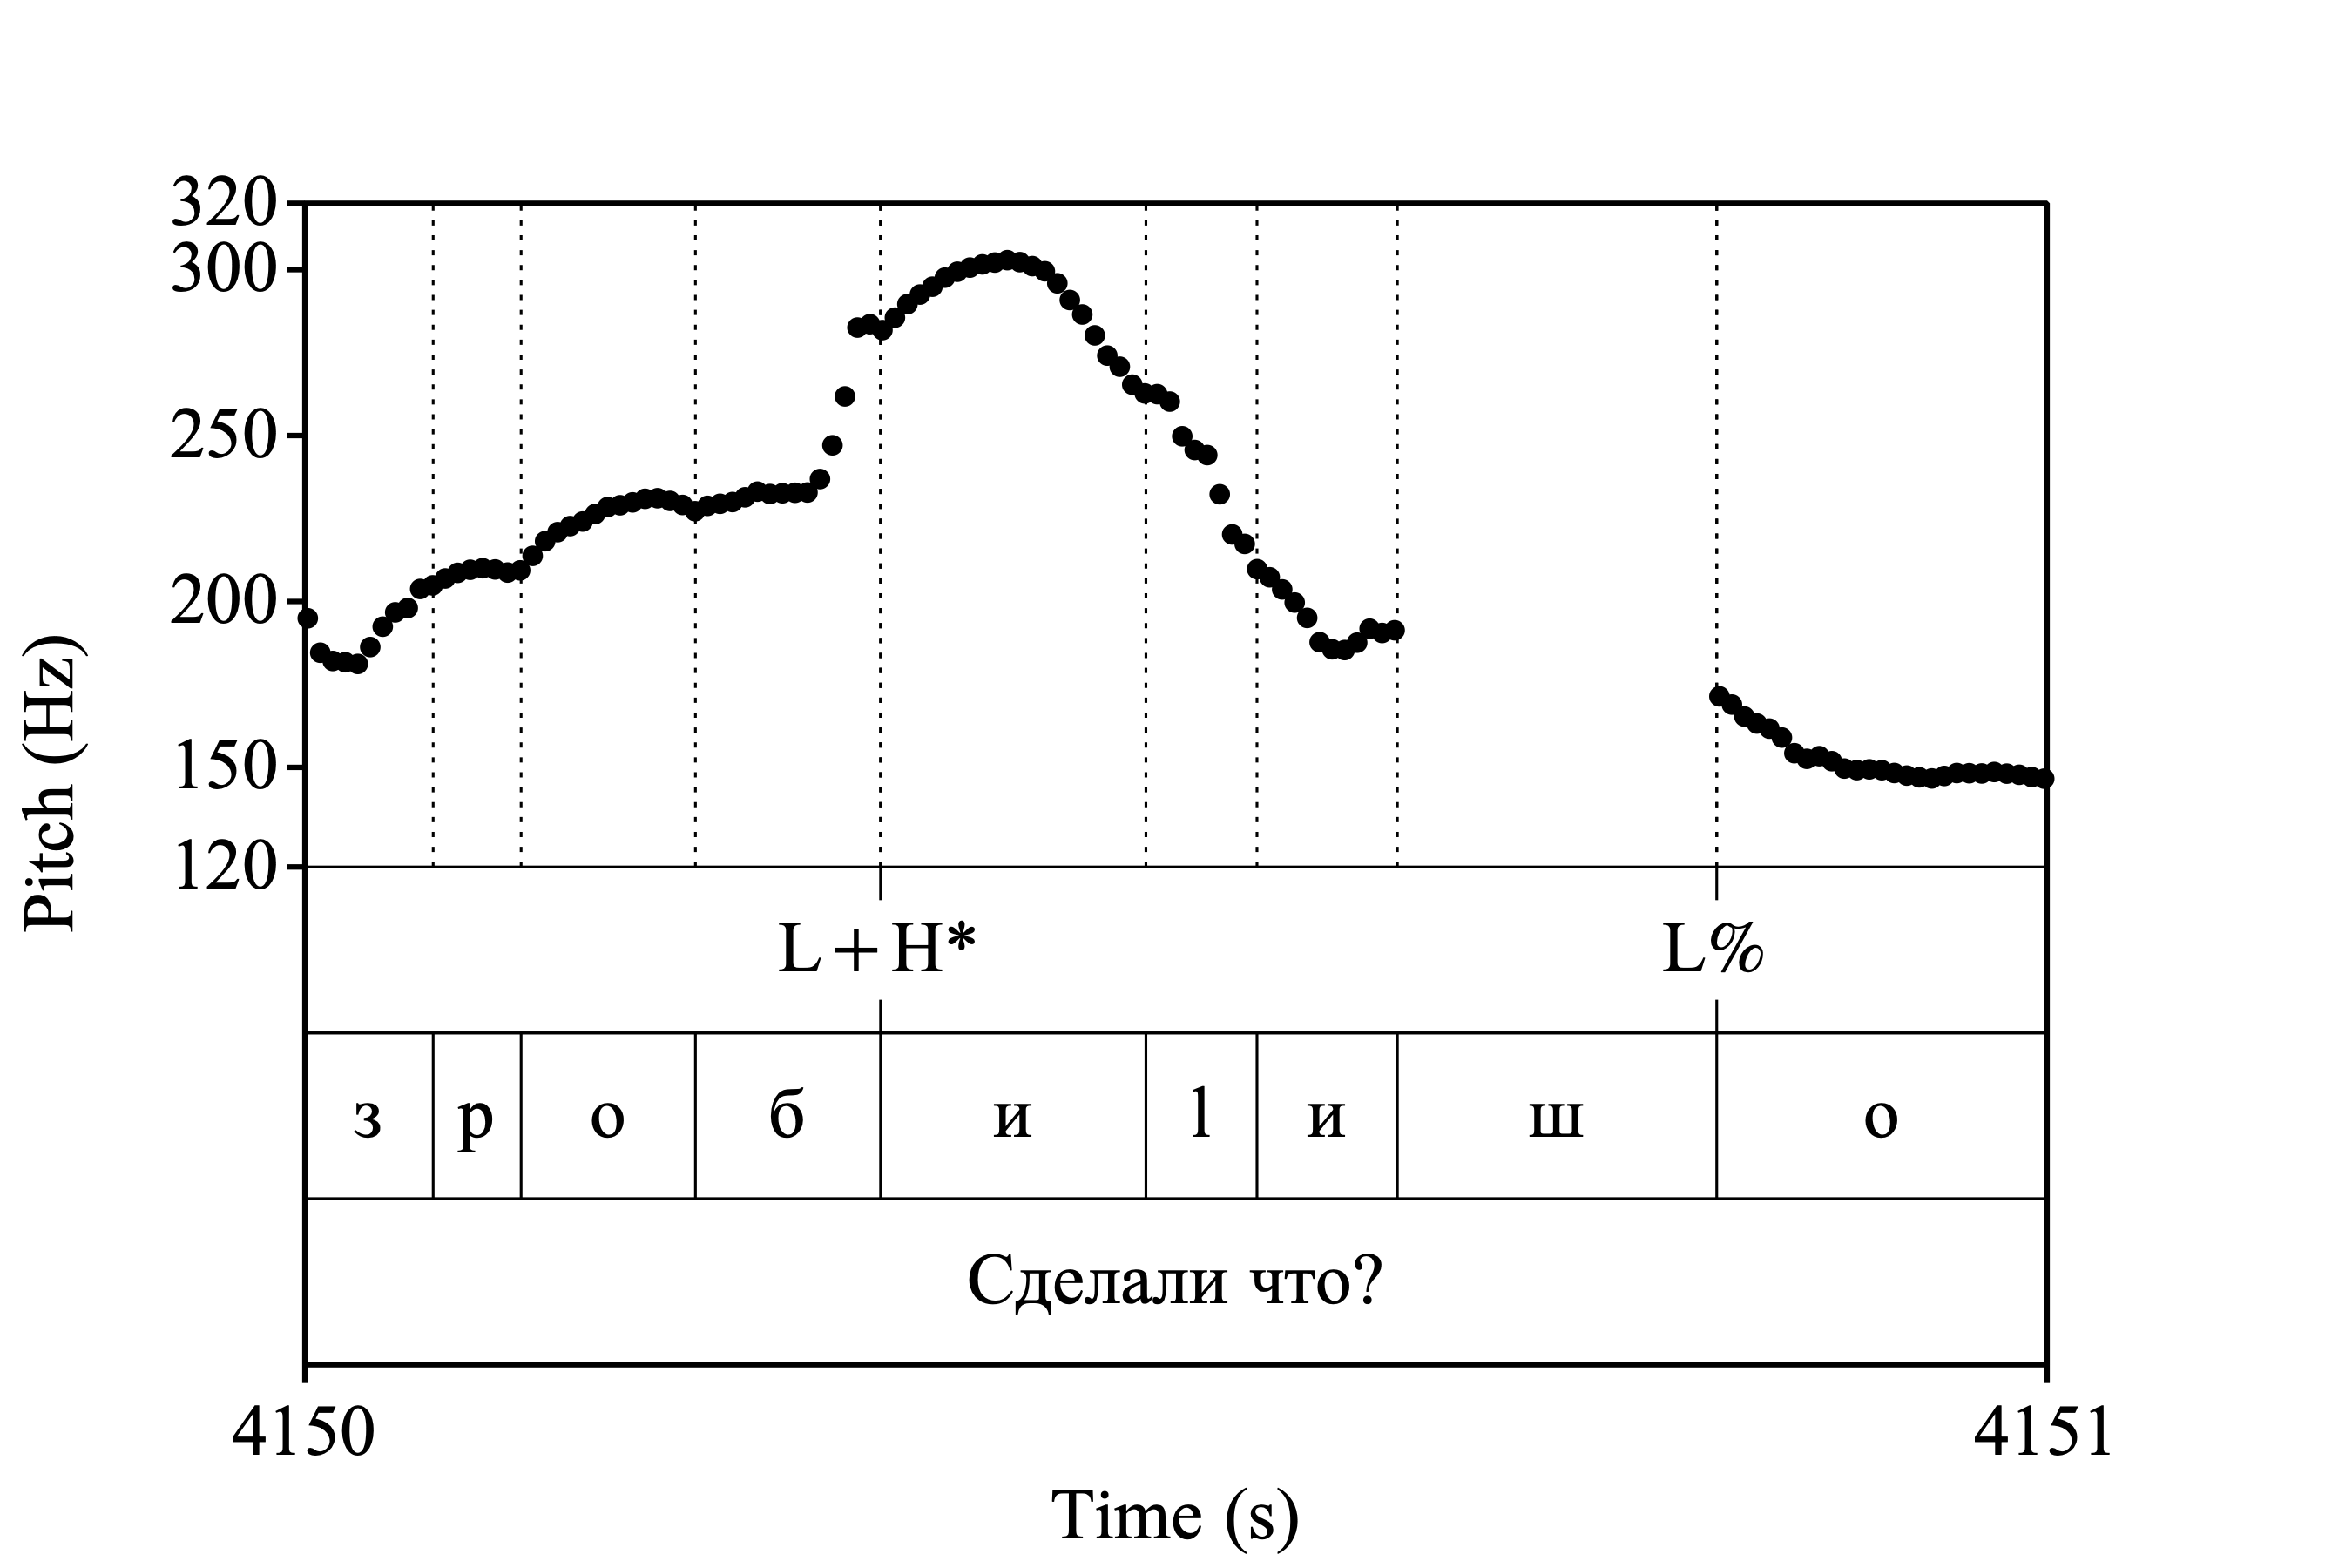 320
300
250
200
150
120
Pitch (Hz)
L+H* L%
з р о б и l и ш о
Сделали что?
4150 4151
Time (s)